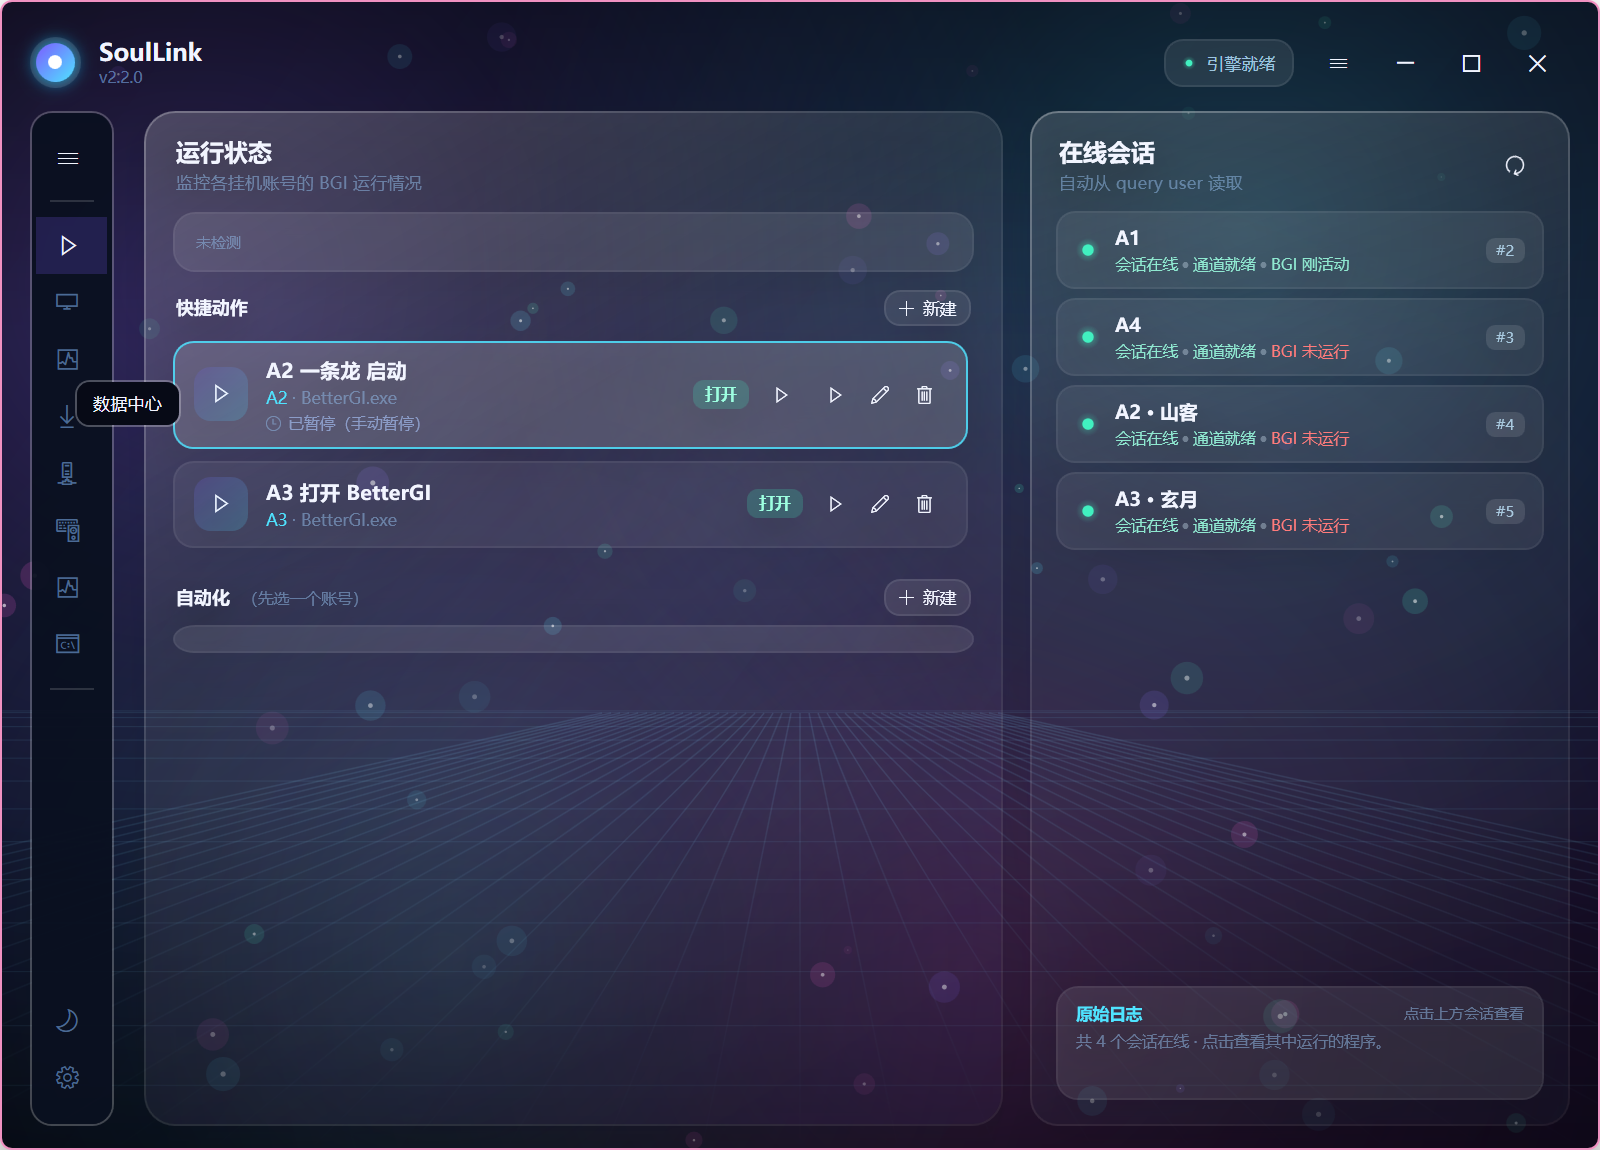 SoulLink
v2.2.0
引擎就绪
运行状态
监控各挂机账号的 BGI 运行情况
未检测
快捷动作
新建
A2 一条龙 启动
A2 · BetterGI.exe
已暂停（手动暂停）
打开
A3 打开 BetterGI
A3 · BetterGI.exe
打开
自动化
(先选一个账号)
新建
数据中心
C:\
在线会话
自动从 query user 读取
A1
会话在线 • 通道就绪 • BGI 刚活动
#2
A4
会话在线 • 通道就绪 • BGI 未运行
#3
A2 • 山客
会话在线 • 通道就绪 • BGI 未运行
#4
A3 • 玄月
会话在线 • 通道就绪 • BGI 未运行
#5
原始日志
点击上方会话查看
共 4 个会话在线 · 点击查看其中运行的程序。